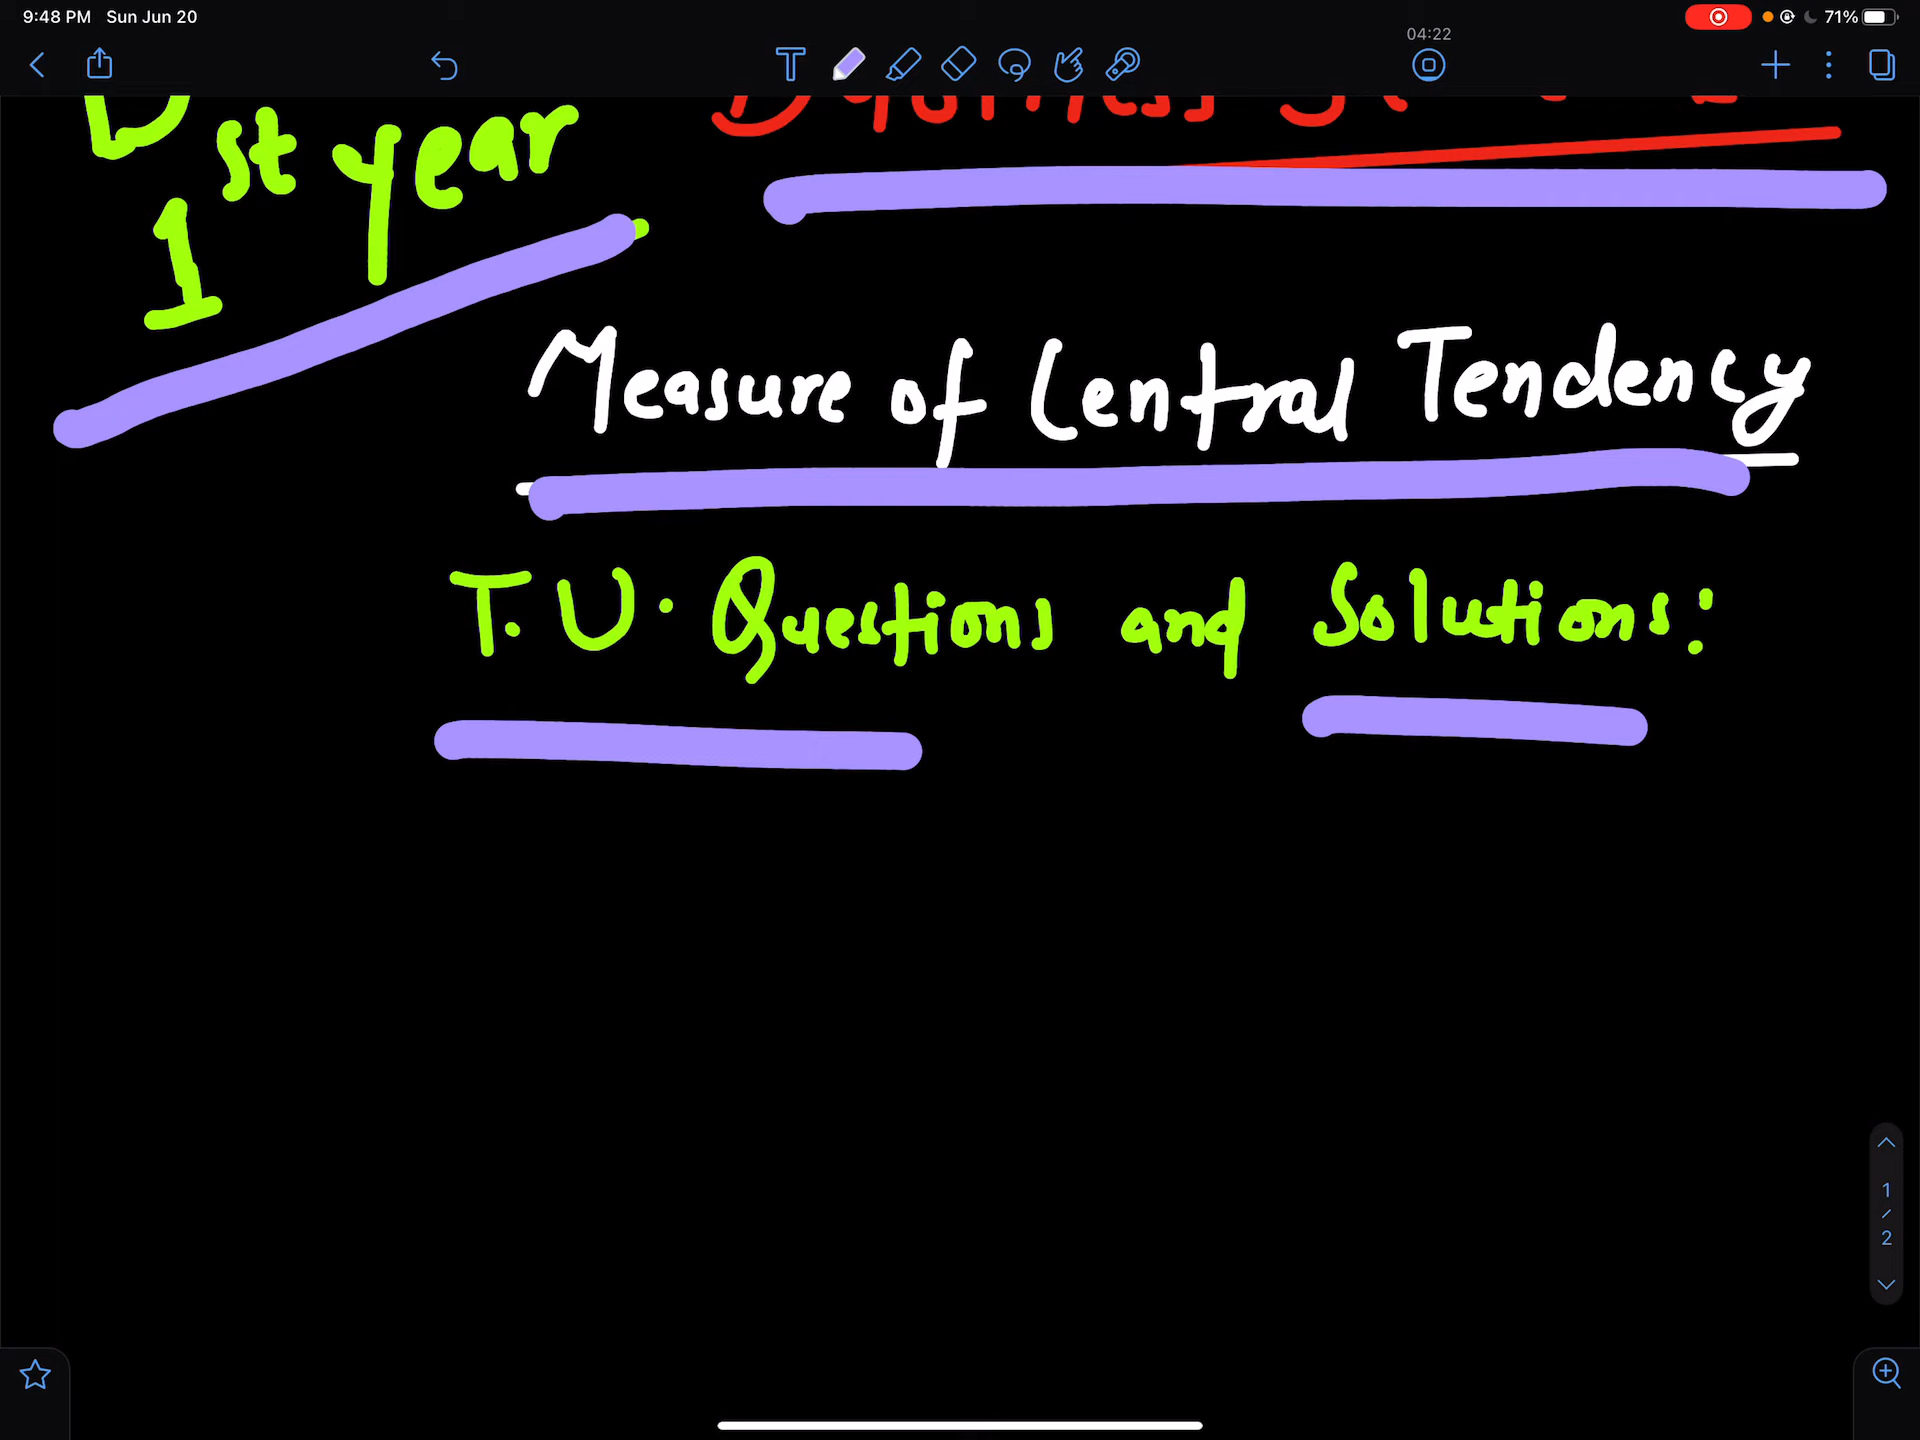 9:48 PM Sun Jun 20
71%
04:22
1st year
Measure of Central Tendency
T.U. Questions and Solutions:
1
/
2